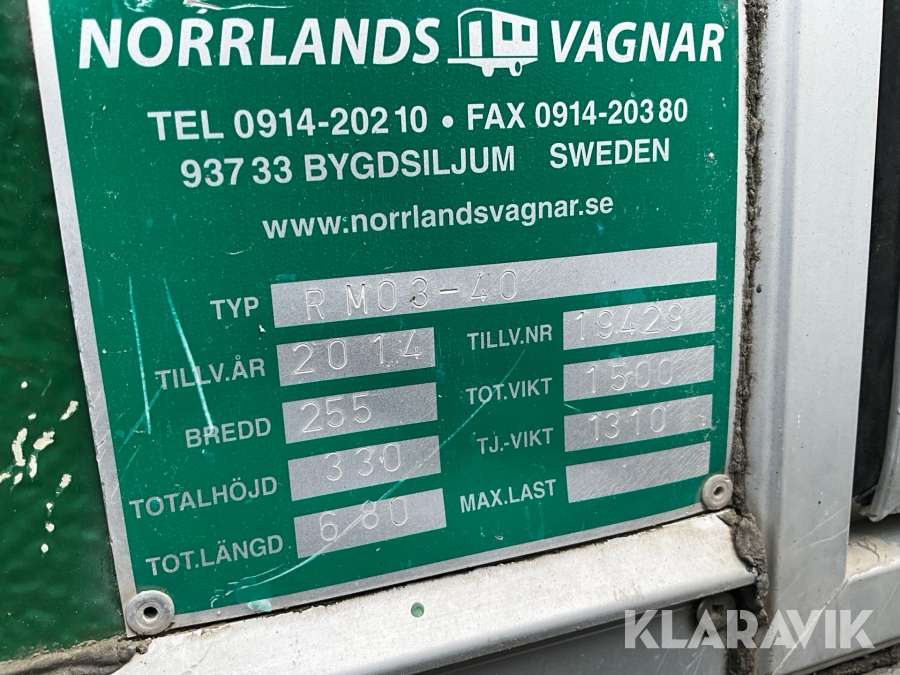 NORRLANDS VAGNAR
TEL 0914-202 10 • FAX 0914-203 80
937 33 BYGDSILJUM SWEDEN
www.norrlandsvagnar.se
TYP RM03-40
TILLV.ÅR 2014 TILLV.NR 19429
BREDD 255 TOT.VIKT 1500
TOTALHÖJD 330 TJ.-VIKT 1310
TOT.LÄNGD 680 MAX.LAST
KLARAVIK